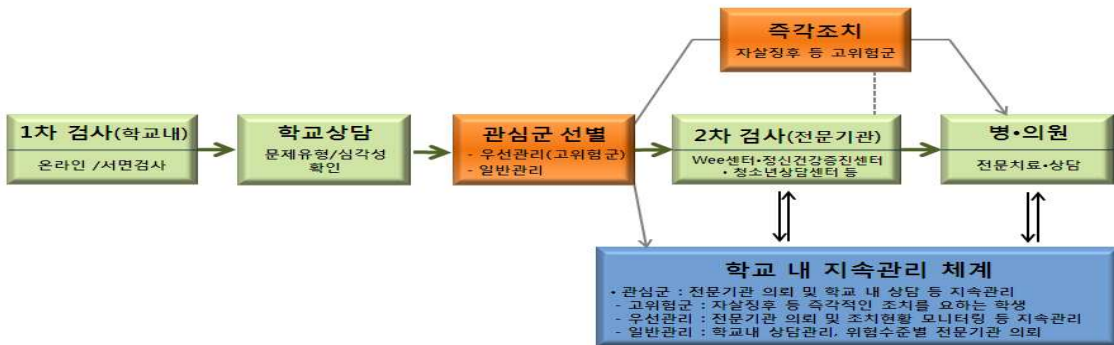 즉각조치
자살징후 등 고위험군
1차 검사(학교내)
온라인 /서면검사
학교상담
문제유형/심각성
확인
관심군 선별
- 우선관리(고위험군)
- 일반관리
2차 검사(전문기관)
Wee센터•정신건강증진센터
• 청소년상담센터 등
병•의원
전문치료•상담
학교 내 지속관리 체계
• 관심군 : 전문기관 의뢰 및 학교 내 상담 등 지속관리
- 고위험군 : 자살징후 등 즉각적인 조치를 요하는 학생
- 우선관리 : 전문기관 의뢰 및 조치현황 모니터링 등 지속관리
- 일반관리 : 학교내 상담관리, 위험수준별 전문기관 의뢰